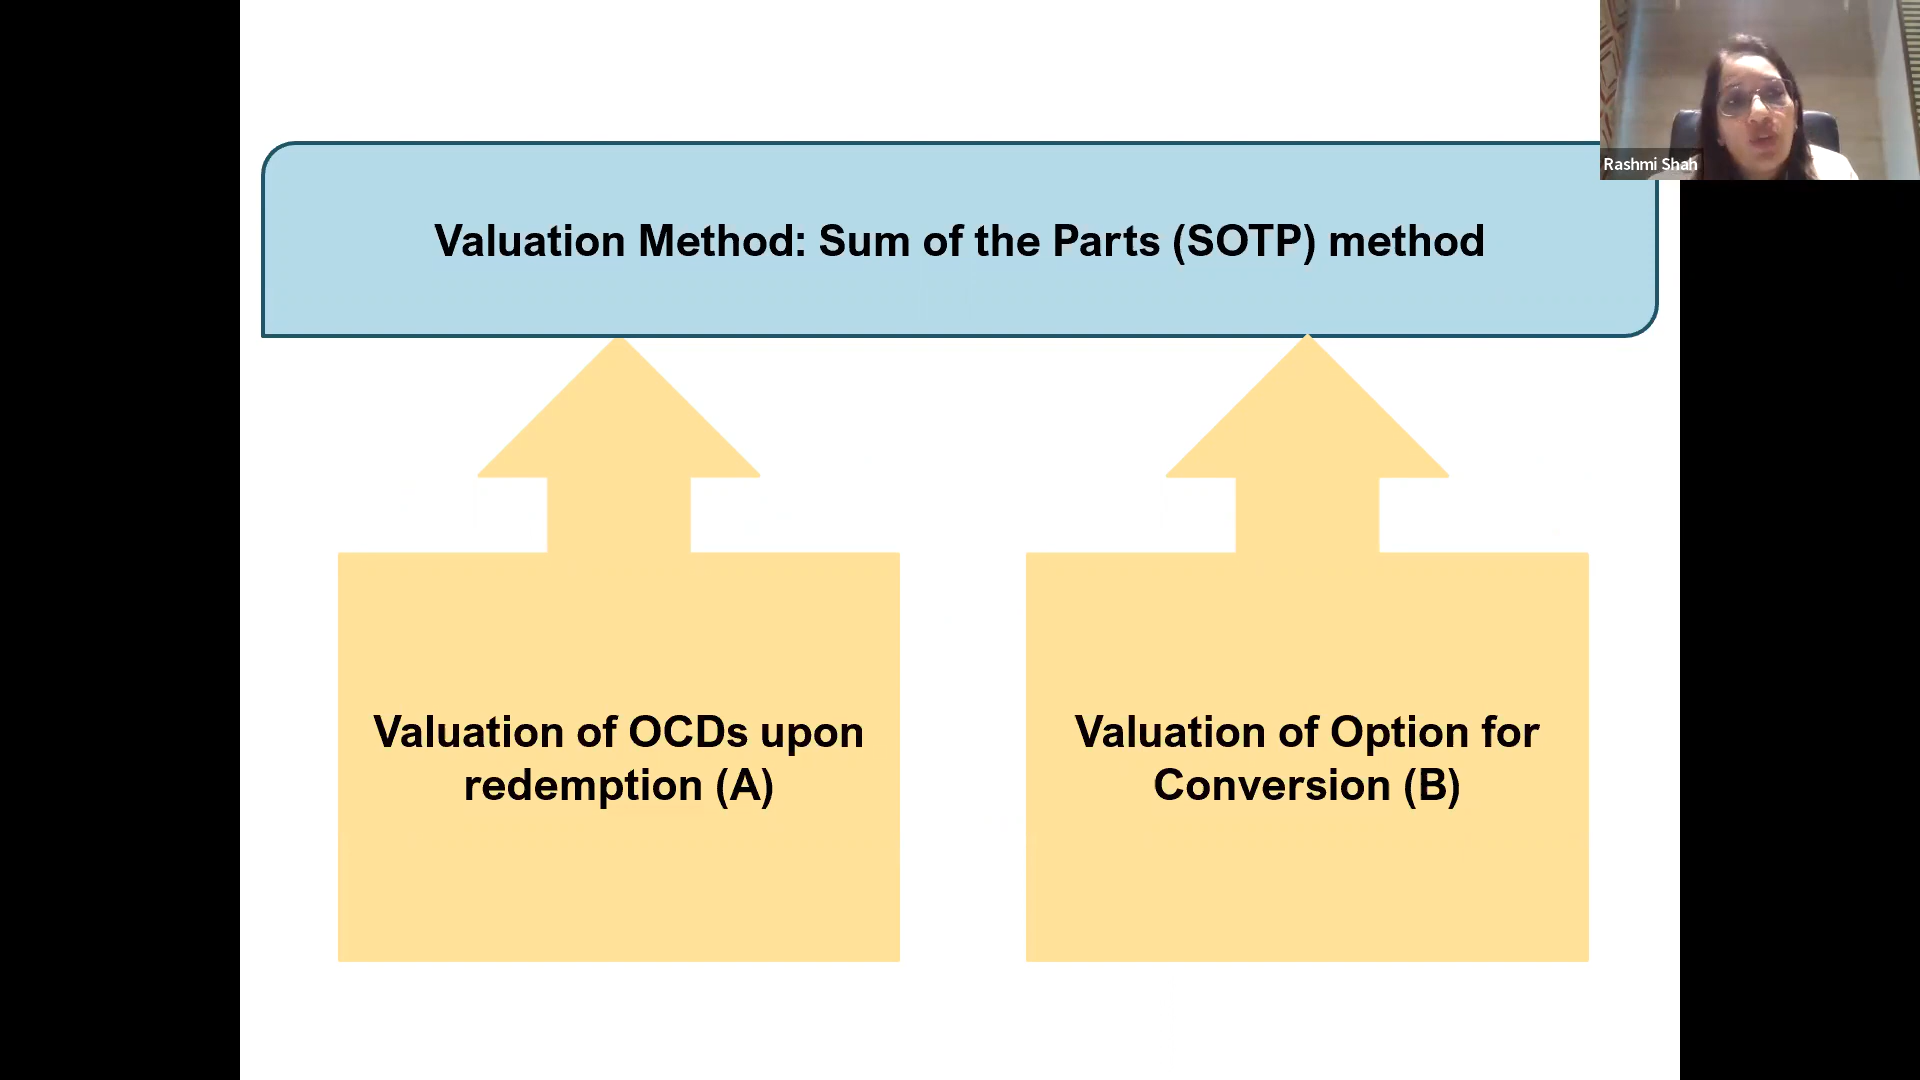 Rashmi Shah
Valuation Method: Sum of the Parts (SOTP) method
Valuation of OCDs upon
redemption (A)
Valuation of Option for
Conversion (B)